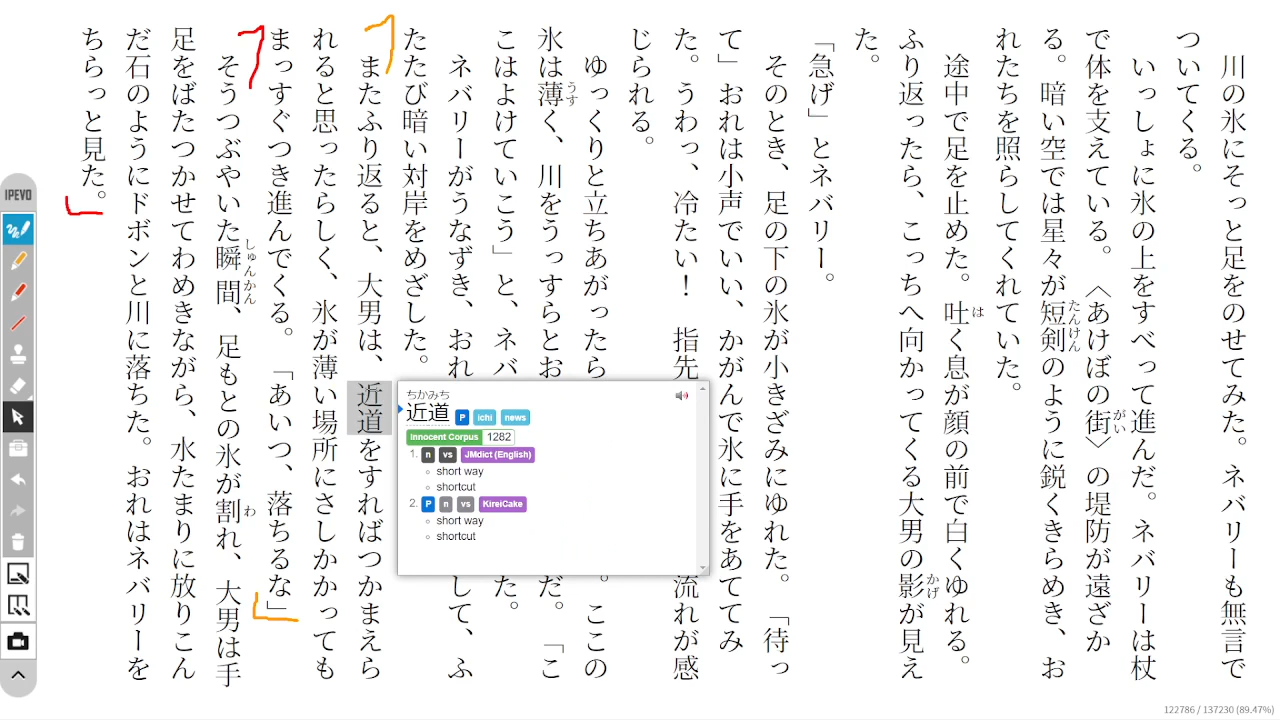 川の氷にそっと足をのせてみた。ネバリーも無言で
ついてくる。
いっしょに氷の上をすべって進んだ。ネバリーは杖
がい
で体を支えている。〈あけぼの街〉の堤防が遠ざか
たんけん
る。暗い空では星々が短剣のように鋭くきらめき、お
れたちを照らしてくれていた。
は
途中で足を止めた。吐く息が顔の前で白くゆれる。
かげ
ふり返ったら、こっちへ向かってくる大男の影が見え
た。
「急げ」とネバリー。
そのとき、足の下の氷が小きざみにゆれた。「待っ
て」おれは小声でいい、かがんで氷に手をあててみ
た。うわっ、冷たい！ 指先 流れが感
じられる。
ゆっくりと立ちあがったら 。ここの
うす
氷は薄く、川をうっすらとお だ。「こ
こはよけていこう」と、ネバ た。
ネバリーがうなずき、おれ して、ふ
たたび暗い対岸をめざした。
またふり返ると、大男は、近道をすればつかまえら
れると思ったらしく、氷が薄い場所にさしかかっても
まっすぐつき進んでくる。「あいつ、落ちるな」
しゅんかん わ
そうつぶやいた瞬間、足もとの氷が割れ、大男は手
足をばたつかせてわめきながら、水たまりに放りこん
だ石のようにドボンと川に落ちた。おれはネバリーを
ちらっと見た。
ちかみち
近道 P ichi news
Innocent Corpus 1282
1. n vs JMdict (English)
short way
shortcut
2. P n vs KireiCake
short way
shortcut
IPEVO
122786 / 137230 (89.47%)